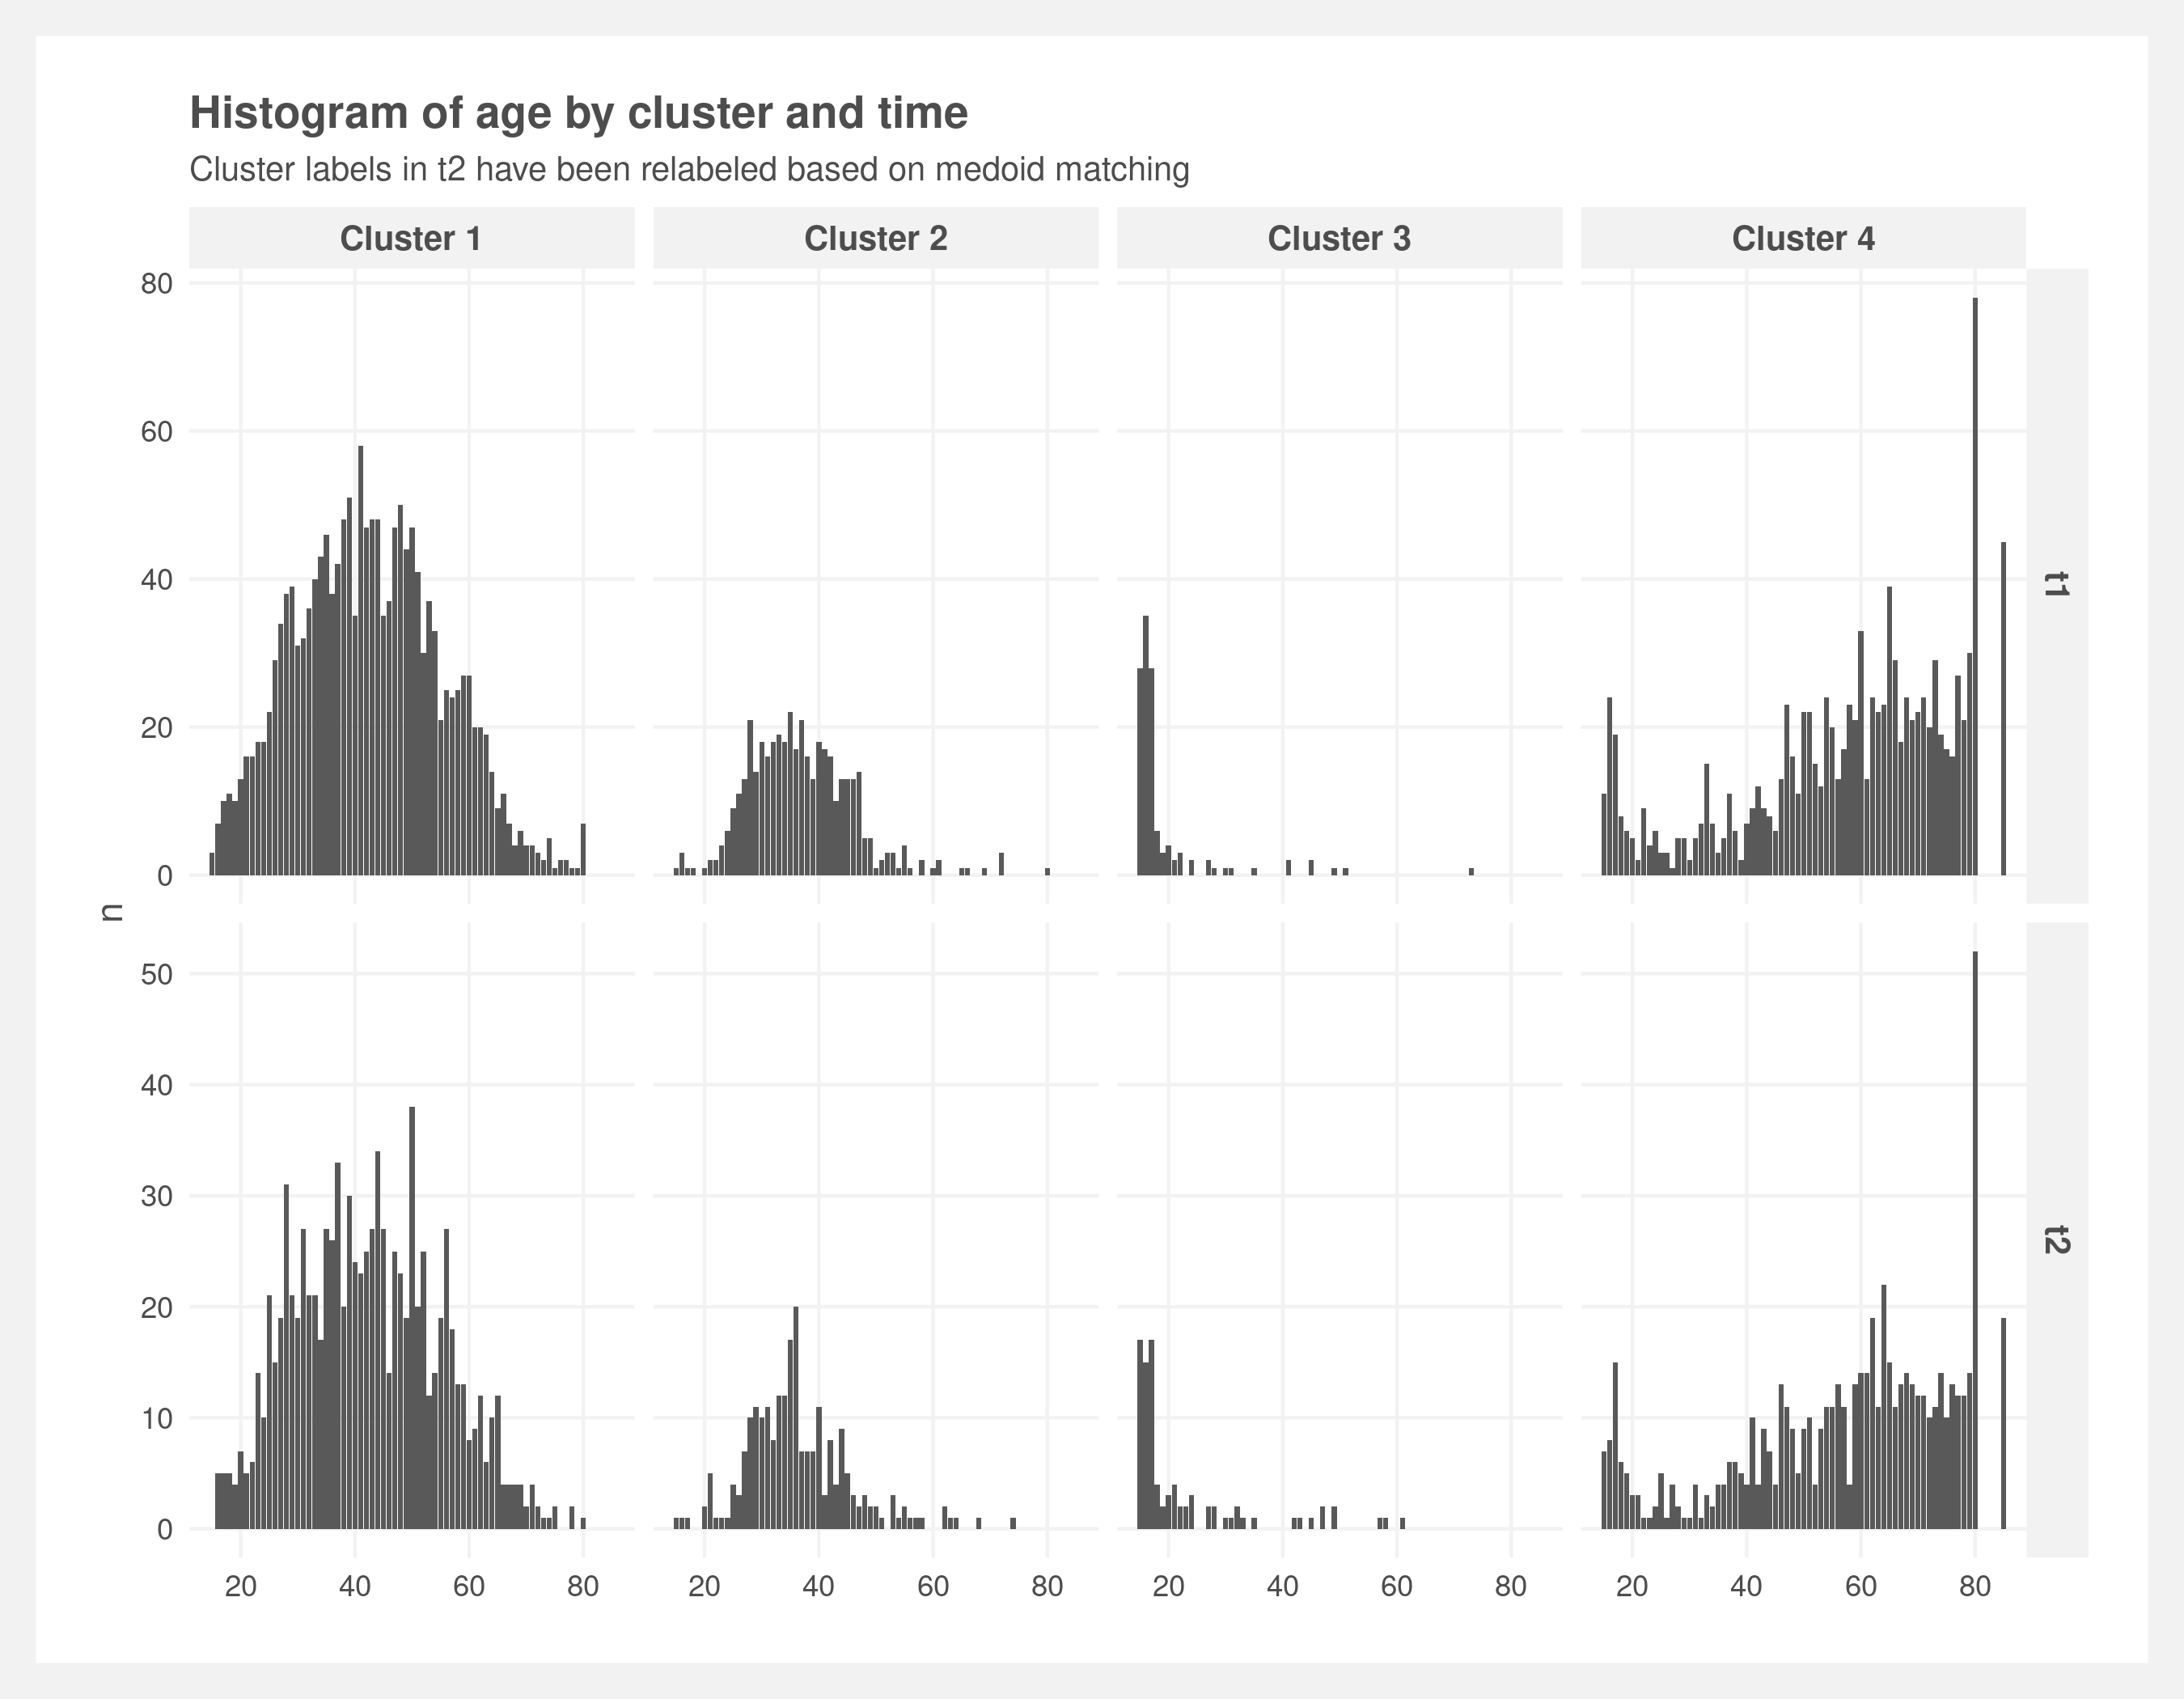 Histogram of age by cluster and time
Cluster labels in t2 have been relabeled based on medoid matching
Cluster 1 Cluster 2 Cluster 3 Cluster 4
80
60
40
20
0
t1
n
50
40
30
20
10
0
t2
20 40 60 80 20 40 60 80 20 40 60 80 20 40 60 80